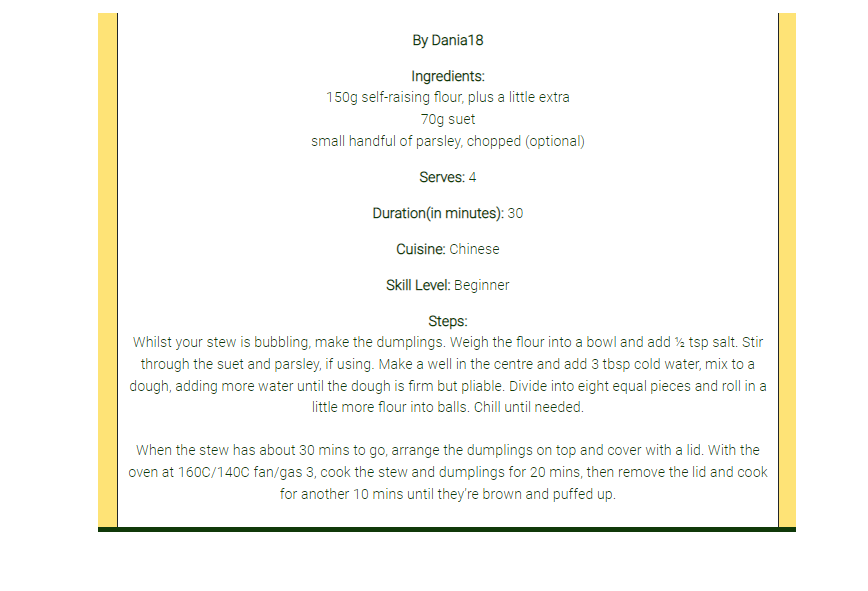 By Dania18
Ingredients:
150g self-raising flour, plus a little extra
70g suet
small handful of parsley, chopped (optional)
Serves: 4
Duration(in minutes): 30
Cuisine: Chinese
Skill Level: Beginner
Steps:
Whilst your stew is bubbling, make the dumplings. Weigh the flour into a bowl and add ½ tsp salt. Stir
through the suet and parsley, if using. Make a well in the centre and add 3 tbsp cold water, mix to a
dough, adding more water until the dough is firm but pliable. Divide into eight equal pieces and roll in a
little more flour into balls. Chill until needed.
When the stew has about 30 mins to go, arrange the dumplings on top and cover with a lid. With the
oven at 160C/140C fan/gas 3, cook the stew and dumplings for 20 mins, then remove the lid and cook
for another 10 mins until they're brown and puffed up.